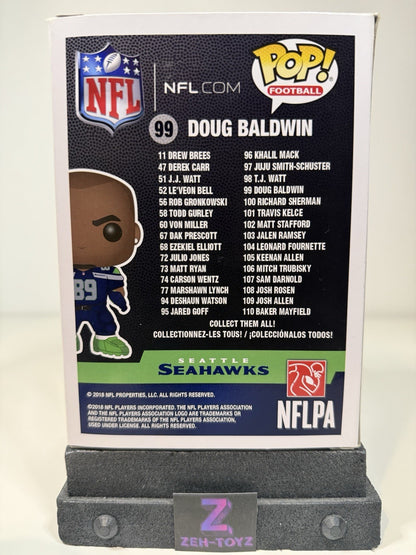 NFL
NFL.COM
POP!
FOOTBALL
99 DOUG BALDWIN
11 DREW BREES
47 DEREK CARR
51 J.J. WATT
52 LE'VEON BELL
56 ROB GRONKOWSKI
58 TODD GURLEY
60 VON MILLER
67 DAK PRESCOTT
68 EZEKIEL ELLIOTT
72 JULIO JONES
73 MATT RYAN
74 CARSON WENTZ
77 MARSHAWN LYNCH
94 DESHAUN WATSON
95 JARED GOFF
96 KHALIL MACK
97 JUJU SMITH-SCHUSTER
98 T.J. WATT
99 DOUG BALDWIN
100 RICHARD SHERMAN
101 TRAVIS KELCE
102 MATT STAFFORD
103 JALEN RAMSEY
104 LEONARD FOURNETTE
105 KEENAN ALLEN
106 MITCH TRUBISKY
107 SAM DARNOLD
108 JOSH ROSEN
109 JOSH ALLEN
110 BAKER MAYFIELD
COLLECT THEM ALL!
COLLECTIONNEZ-LES TOUS! / ¡COLECCIÓNALOS TODOS!
89
SEATTLE
SEAHAWKS
© 2018 NFL PROPERTIES, LLC. ALL RIGHTS RESERVED.
©2018 NFL PLAYERS INCORPORATED. THE NFL PLAYERS ASSOCIATION
AND THE NFL PLAYERS ASSOCIATION LOGO ARE TRADEMARKS OR
REGISTERED TRADEMARKS OF THE NFL PLAYERS ASSOCIATION,
USED UNDER LICENSE. ALL RIGHTS RESERVED.
NFLPA
Z
ZEH-TOYZ